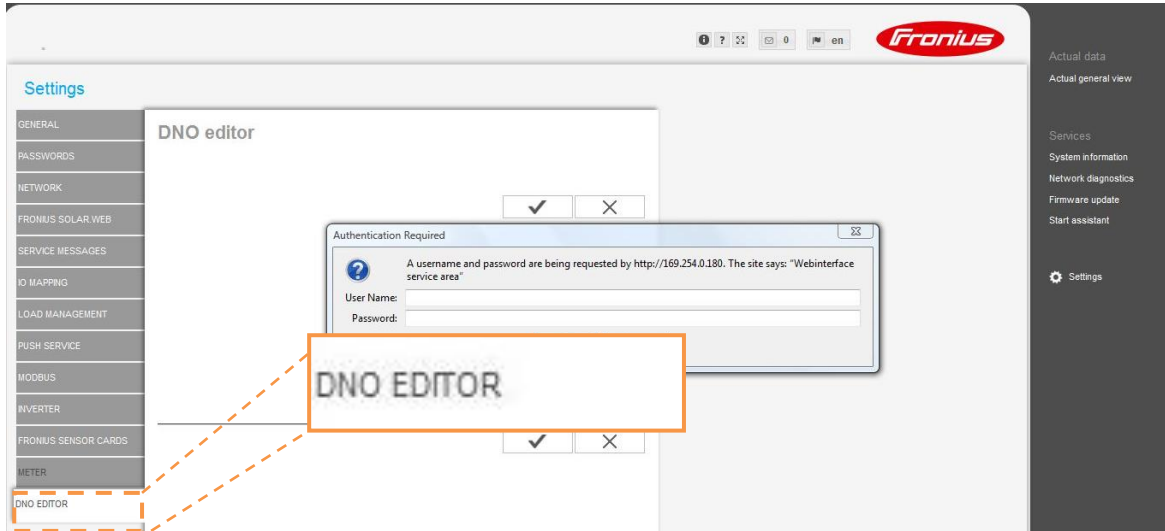 0 en
Fronius
Settings
GENERAL
PASSWORDS
NETWORK
FRONIUS SOLAR.WEB
SERVICE MESSAGES
IO MAPPING
LOAD MANAGEMENT
PUSH SERVICE
MODBUS
INVERTER
FRONIUS SENSOR CARDS
METER
DNO EDITOR
DNO editor
Authentication Required
A username and password are being requested by http://169.254.0.180. The site says: "Webinterface
service area"
User Name:
Password:
DNO EDITOR
Actual data
Actual general view
Services
System information
Network diagnostics
Firmware update
Start assistant
Settings